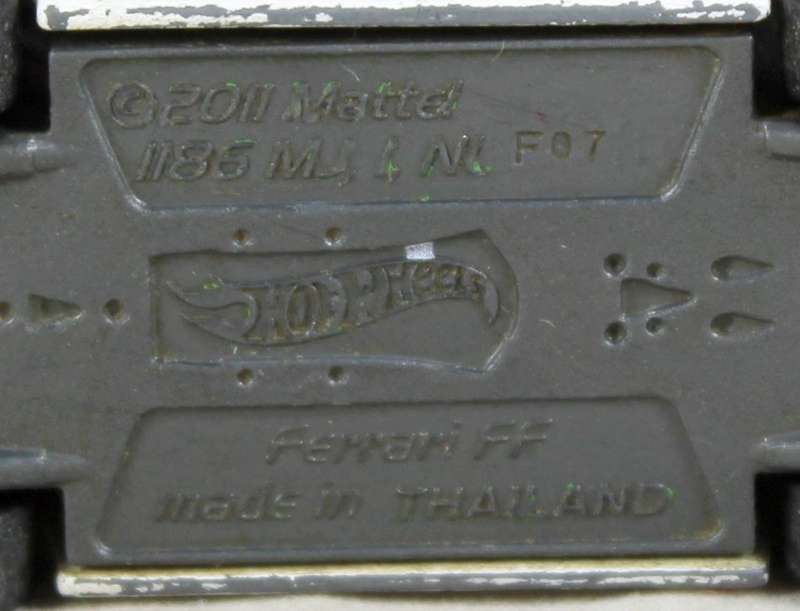 ©2011 Mattel
1186 MJ, 1, NL F07
HOT WHeeLs
Ferrari FF
made in THAILAND